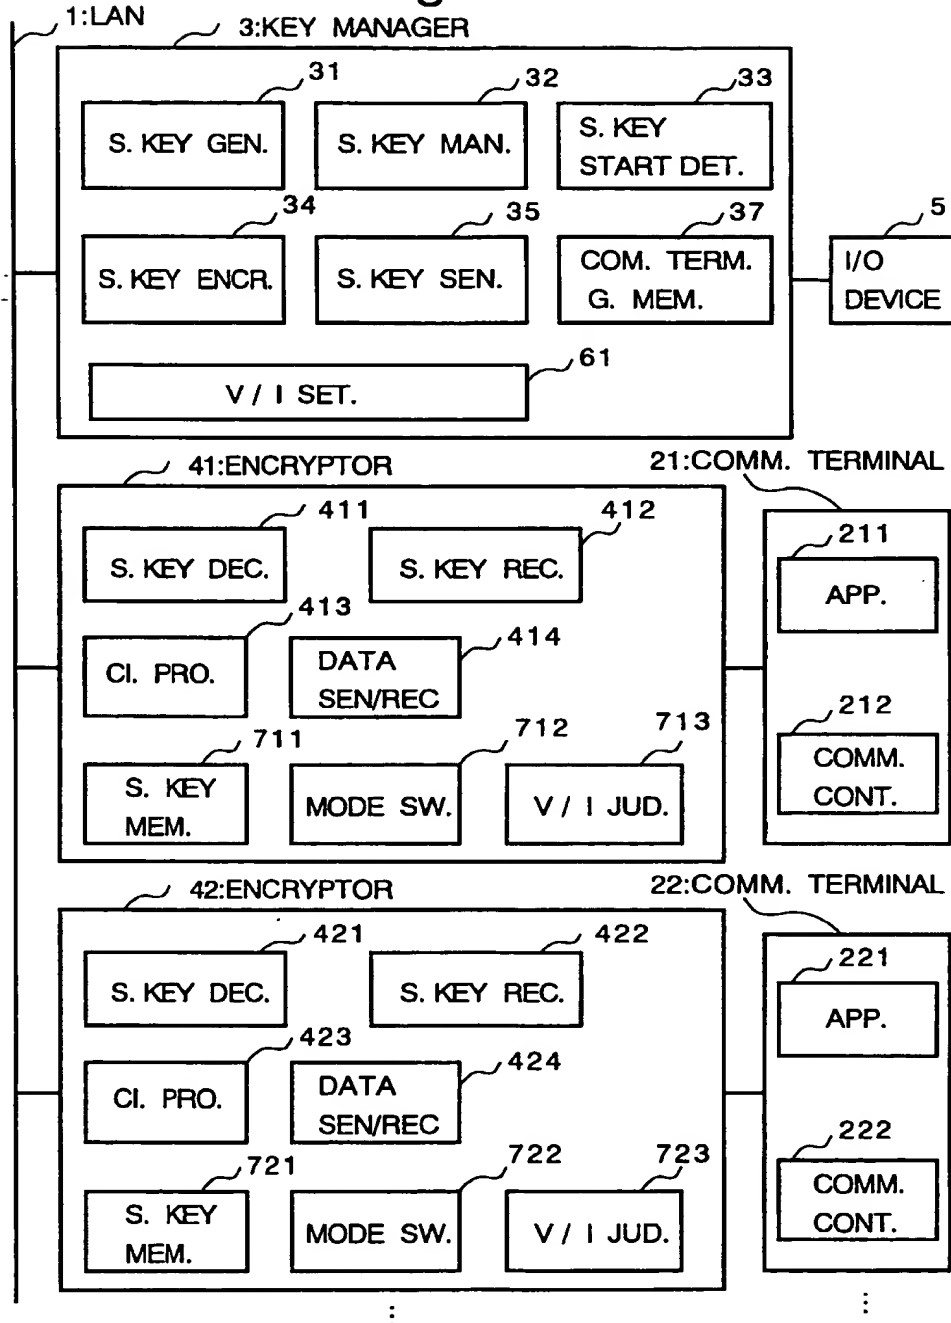 1:LAN
3:KEY MANAGER
31
32
33
S. KEY GEN.
S. KEY MAN.
S. KEY
START DET.
34
35
37
5
S. KEY ENCR.
S. KEY SEN.
COM. TERM.
G. MEM.
I/O
DEVICE
61
V / I SET.
41:ENCRYPTOR
21:COMM. TERMINAL
411
412
211
S. KEY DEC.
S. KEY REC.
APP.
413
414
CI. PRO.
DATA
SEN/REC
212
711
712
713
S. KEY
MEM.
MODE SW.
V / I JUD.
COMM.
CONT.
42:ENCRYPTOR
22:COMM. TERMINAL
421
422
221
S. KEY DEC.
S. KEY REC.
APP.
423
424
CI. PRO.
DATA
SEN/REC
222
721
722
723
S. KEY
MEM.
MODE SW.
V / I JUD.
COMM.
CONT.